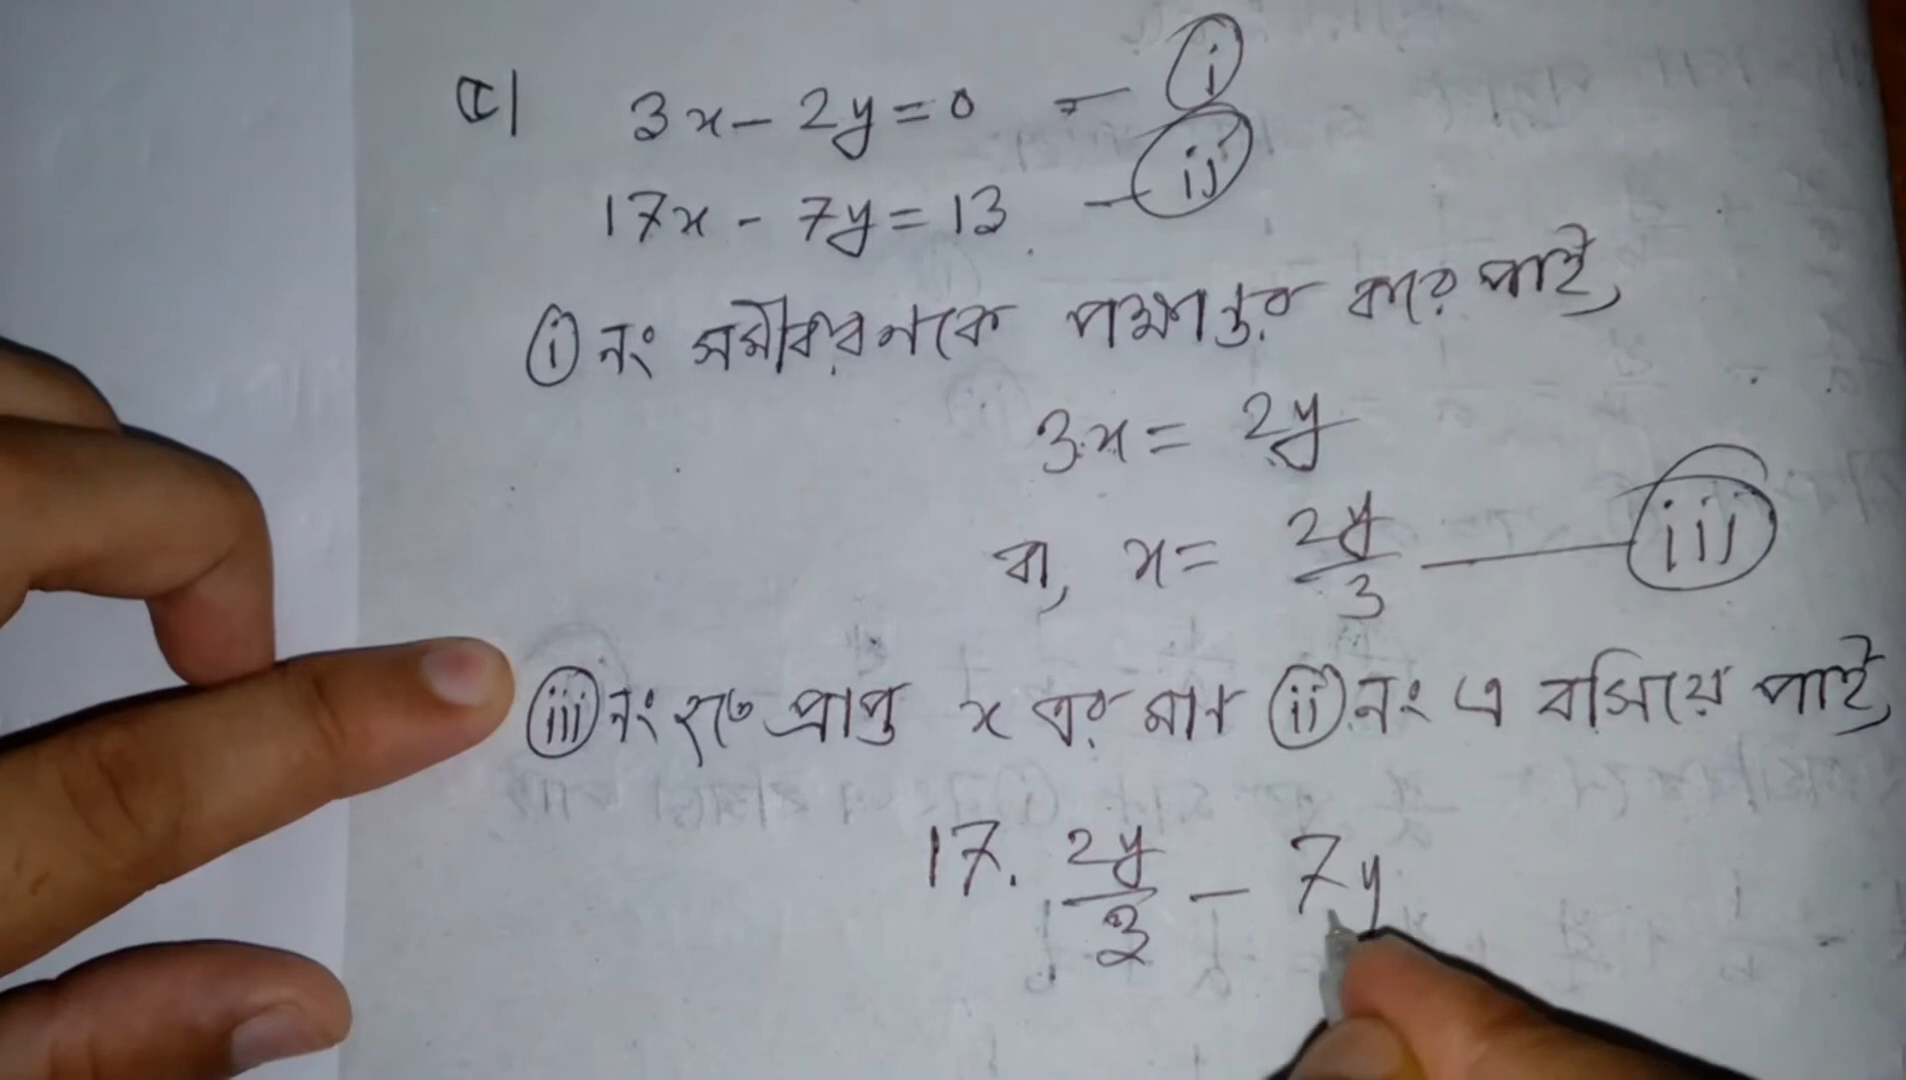 ৫। 3x - 2y = 0 — i
17x - 7y = 13 — ii
i নং সমীকরণকে পক্ষান্তর করে পাই,
3x = 2y
বা, x = 2y/3 — iii
iii নং হতে প্রাপ্ত x এর মান ii নং এ বসিয়ে পাই,
17. 2y/3 - 7y